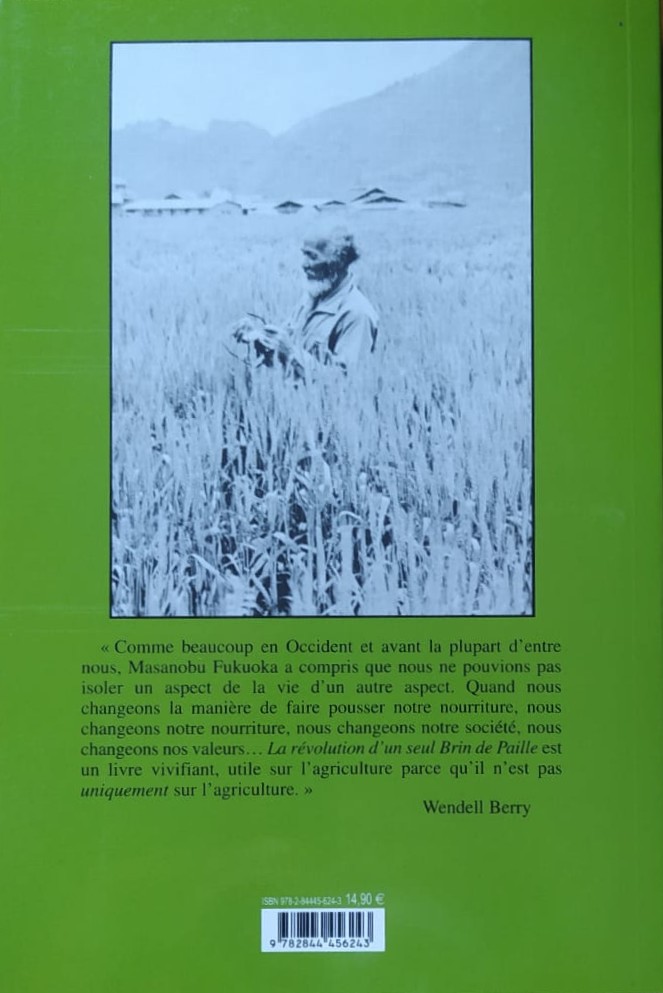 « Comme beaucoup en Occident et avant la plupart d'entre
nous, Masanobu Fukuoka a compris que nous ne pouvions pas
isoler un aspect de la vie d'un autre aspect. Quand nous
changeons la manière de faire pousser notre nourriture, nous
changeons notre nourriture, nous changeons notre société, nous
changeons nos valeurs… La révolution d'un seul Brin de Paille est
un livre vivifiant, utile sur l'agriculture parce qu'il n'est pas
uniquement sur l'agriculture. »
Wendell Berry
ISBN 978-2-84445-624-3 14,90 €
9 782844 456243